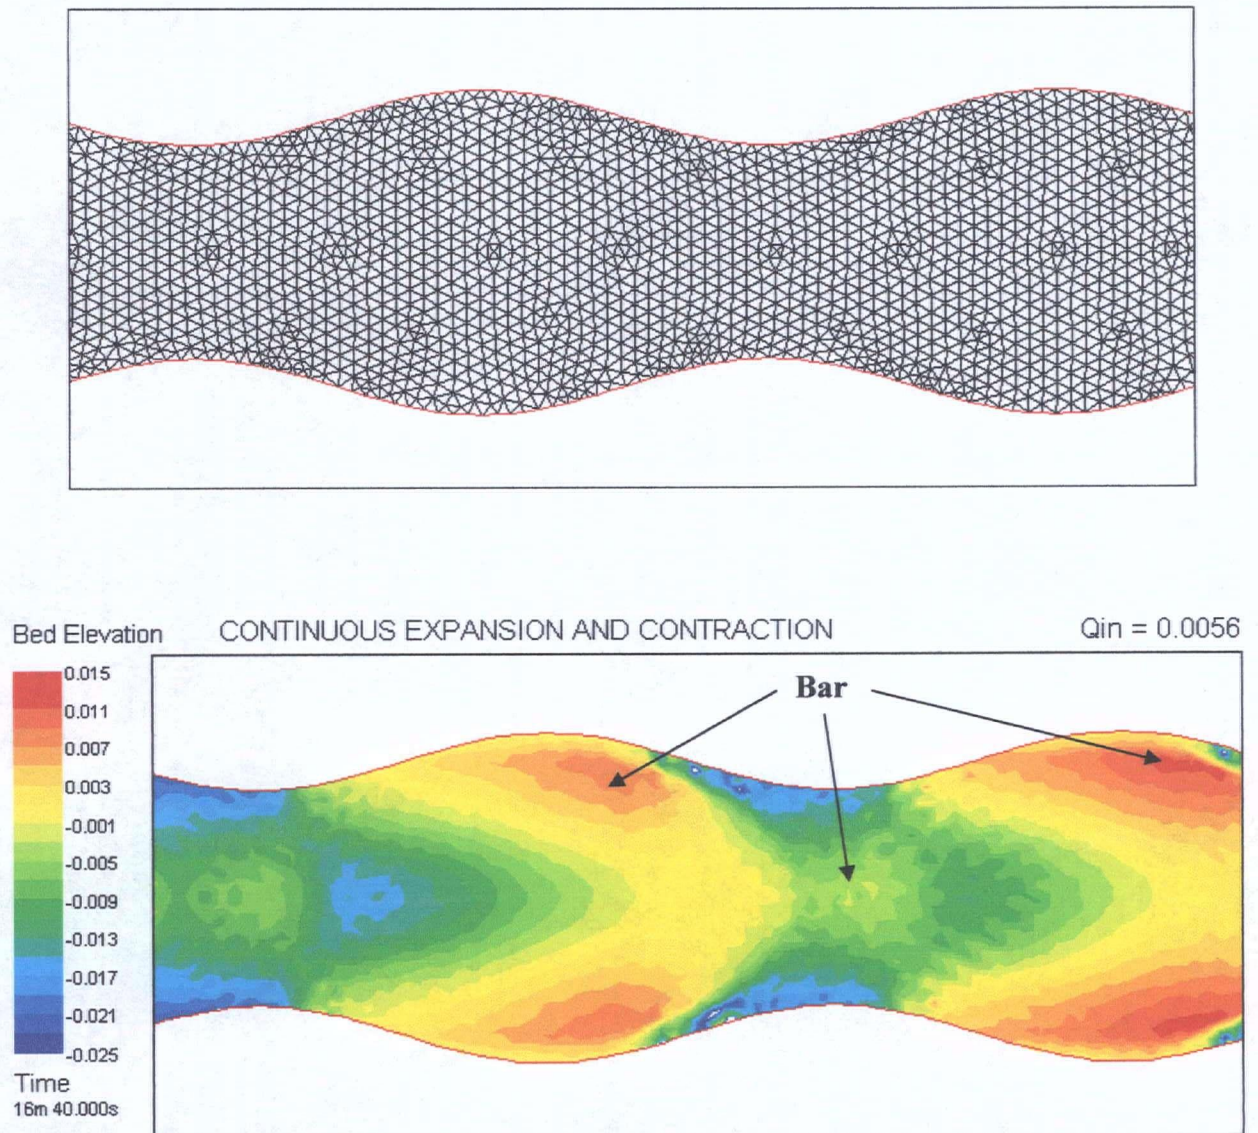 Bed Elevation CONTINUOUS EXPANSION AND CONTRACTION Qin = 0.0056
Bar
0.015
0.011
0.007
0.003
-0.001
-0.005
-0.009
-0.013
-0.017
-0.021
-0.025
Time
16m 40.000s